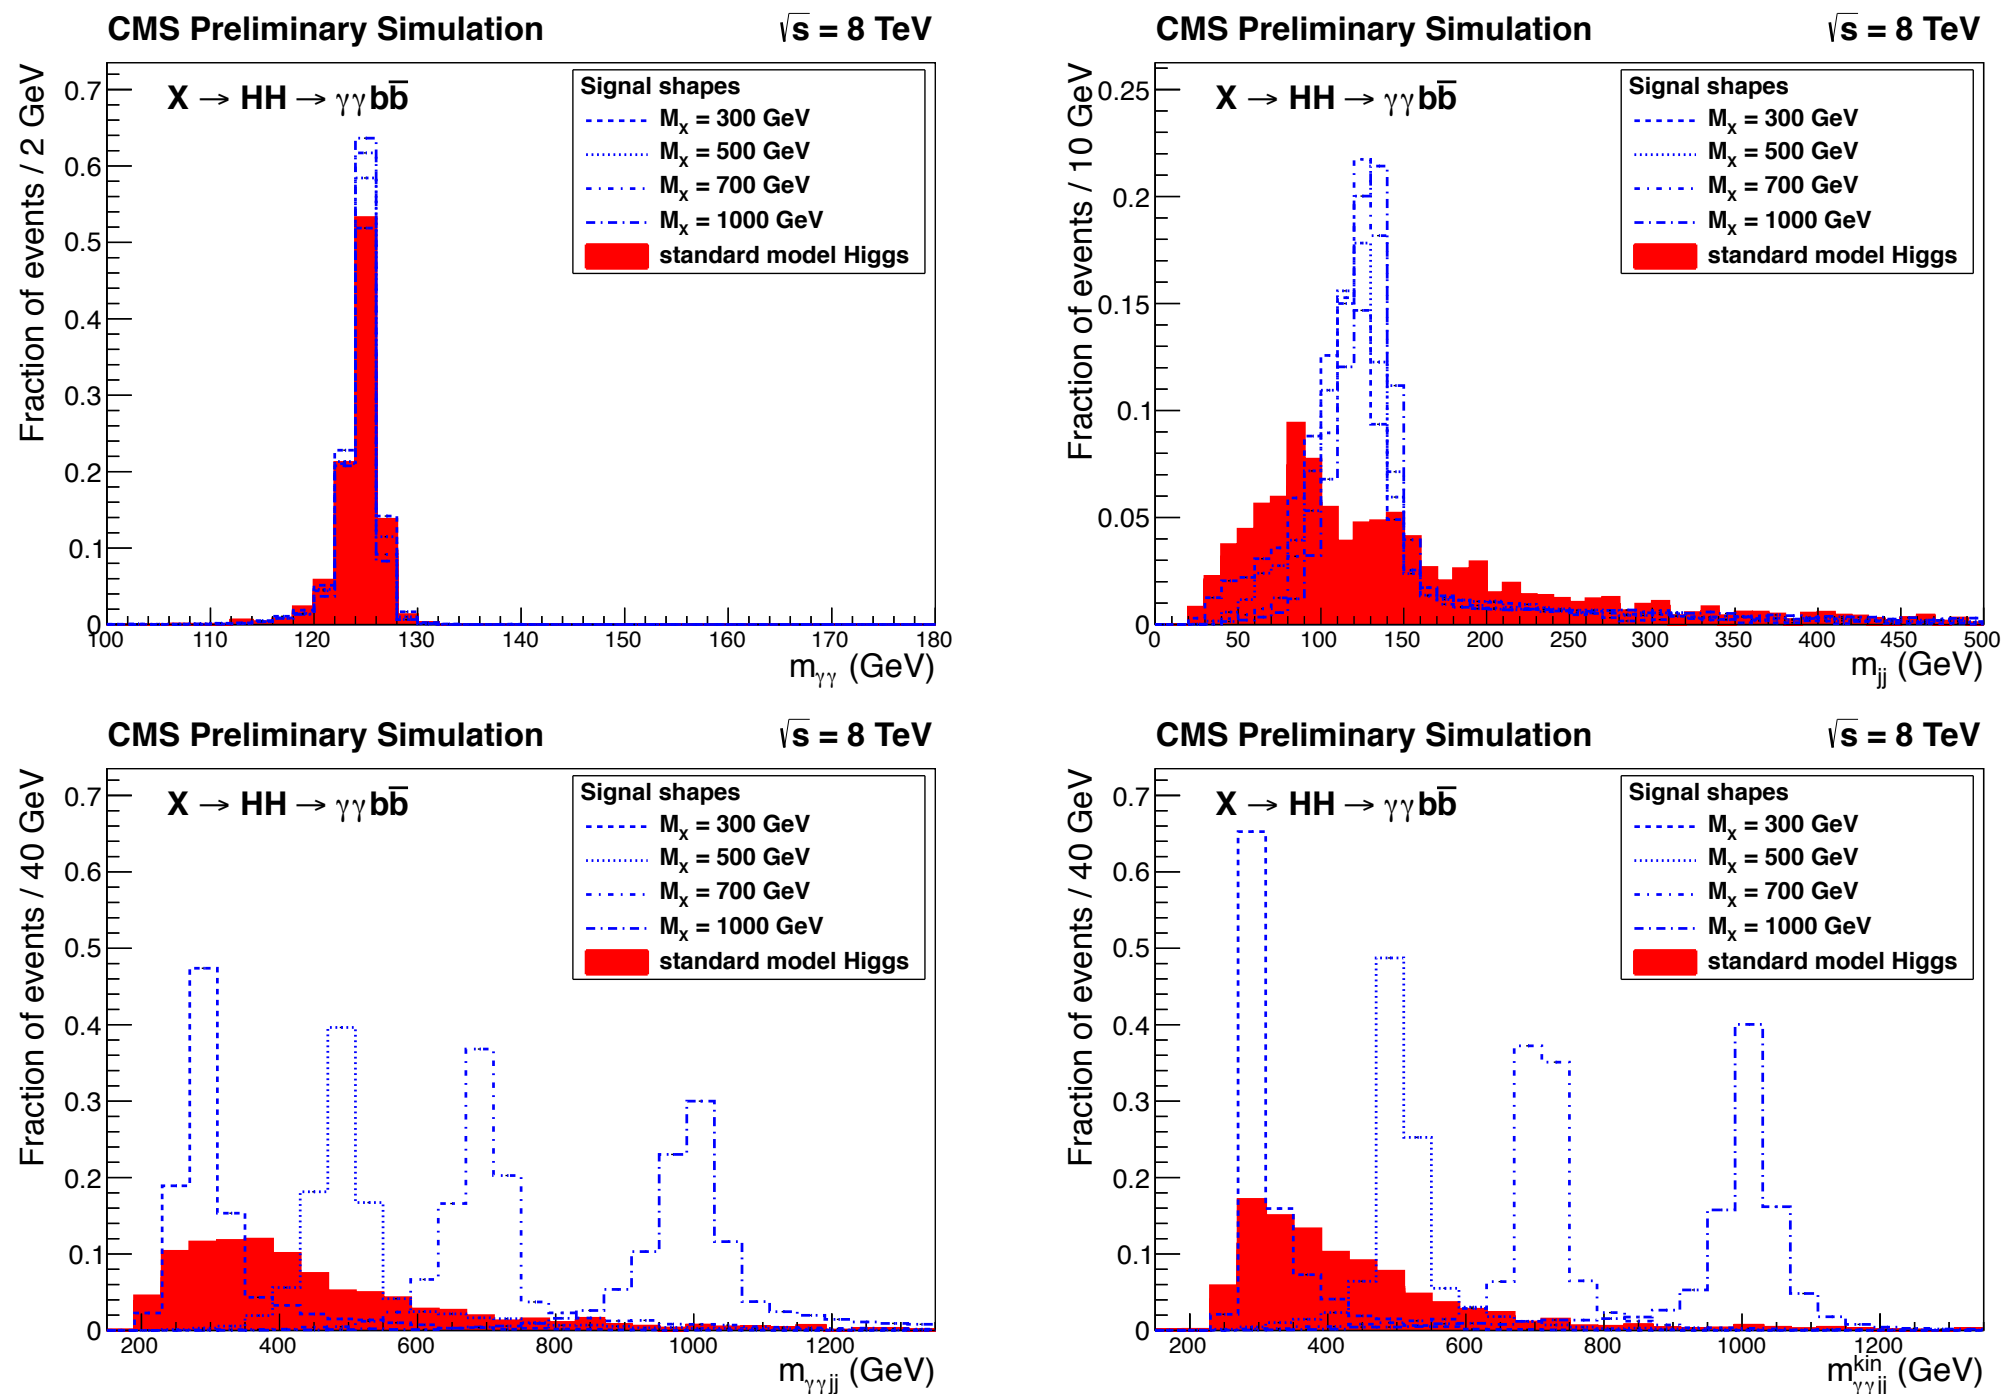 CMS Preliminary Simulation √s = 8 TeV
X → HH → γγbb̅
Signal shapes
Mₓ = 300 GeV
Mₓ = 500 GeV
Mₓ = 700 GeV
Mₓ = 1000 GeV
standard model Higgs
Fraction of events / 2 GeV
0.7
0.6
0.5
0.4
0.3
0.2
0.1
0
100 110 120 130 140 150 160 170 180
m_γγ (GeV)
CMS Preliminary Simulation √s = 8 TeV
X → HH → γγbb̅
Signal shapes
Mₓ = 300 GeV
Mₓ = 500 GeV
Mₓ = 700 GeV
Mₓ = 1000 GeV
standard model Higgs
Fraction of events / 10 GeV
0.25
0.2
0.15
0.1
0.05
0
0 50 100 150 200 250 300 350 400 450 500
m_jj (GeV)
CMS Preliminary Simulation √s = 8 TeV
X → HH → γγbb̅
Signal shapes
Mₓ = 300 GeV
Mₓ = 500 GeV
Mₓ = 700 GeV
Mₓ = 1000 GeV
standard model Higgs
Fraction of events / 40 GeV
0.7
0.6
0.5
0.4
0.3
0.2
0.1
0
200 400 600 800 1000 1200
m_γγjj (GeV)
CMS Preliminary Simulation √s = 8 TeV
X → HH → γγbb̅
Signal shapes
Mₓ = 300 GeV
Mₓ = 500 GeV
Mₓ = 700 GeV
Mₓ = 1000 GeV
standard model Higgs
Fraction of events / 40 GeV
0.7
0.6
0.5
0.4
0.3
0.2
0.1
0
200 400 600 800 1000 1200
m^kin_γγjj (GeV)